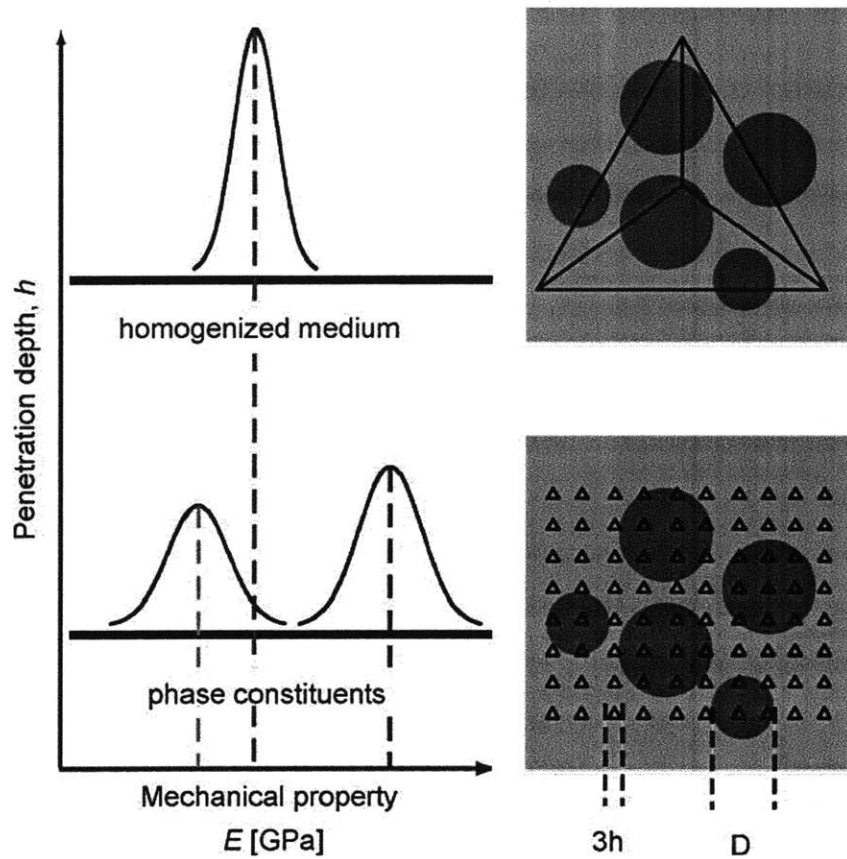 Penetration depth, h
homogenized medium
phase constituents
Mechanical property
E [GPa]
3h
D